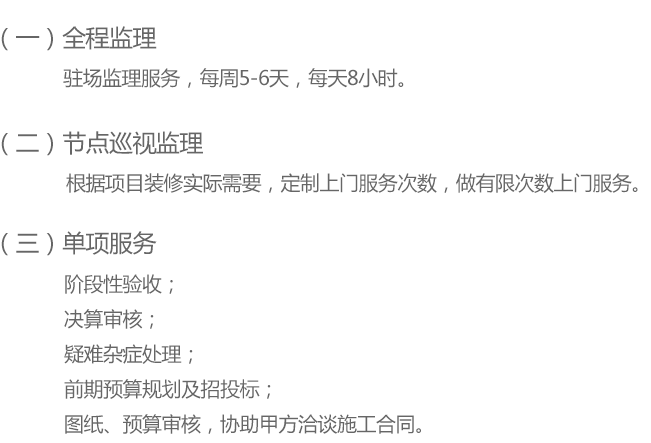 （一）全程监理
驻场监理服务，每周5-6天，每天8小时。
（二）节点巡视监理
根据项目装修实际需要，定制上门服务次数，做有限次数上门服务。
（三）单项服务
阶段性验收；
决算审核；
疑难杂症处理；
前期预算规划及招投标；
图纸、预算审核，协助甲方洽谈施工合同。